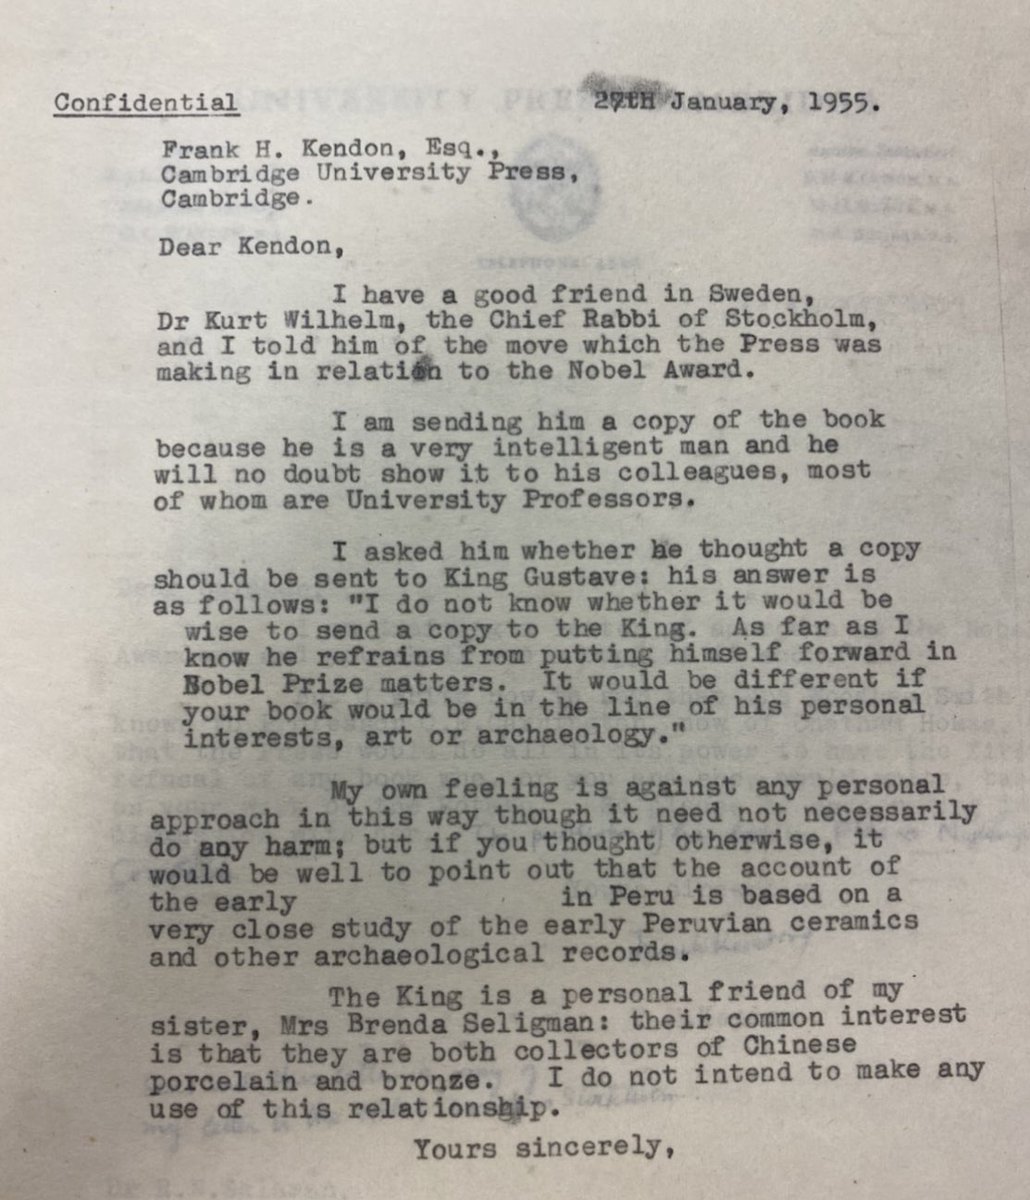 Confidential
27TH January, 1955.
Frank H. Kendon, Esq.,
Cambridge University Press,
Cambridge.
Dear Kendon,
I have a good friend in Sweden,
Dr Kurt Wilhelm, the Chief Rabbi of Stockholm,
and I told him of the move which the Press was
making in relation to the Nobel Award.
I am sending him a copy of the book
because he is a very intelligent man and he
will no doubt show it to his colleagues, most
of whom are University Professors.
I asked him whether he thought a copy
should be sent to King Gustave: his answer is
as follows: "I do not know whether it would be
wise to send a copy to the King. As far as I
know he refrains from putting himself forward in
Nobel Prize matters. It would be different if
your book would be in the line of his personal
interests, art or archaeology."
My own feeling is against any personal
approach in this way though it need not necessarily
do any harm; but if you thought otherwise, it
would be well to point out that the account of
the early in Peru is based on a
very close study of the early Peruvian ceramics
and other archaeological records.
The King is a personal friend of my
sister, Mrs Brenda Seligman: their common interest
is that they are both collectors of Chinese
porcelain and bronze. I do not intend to make any
use of this relationship.
Yours sincerely,